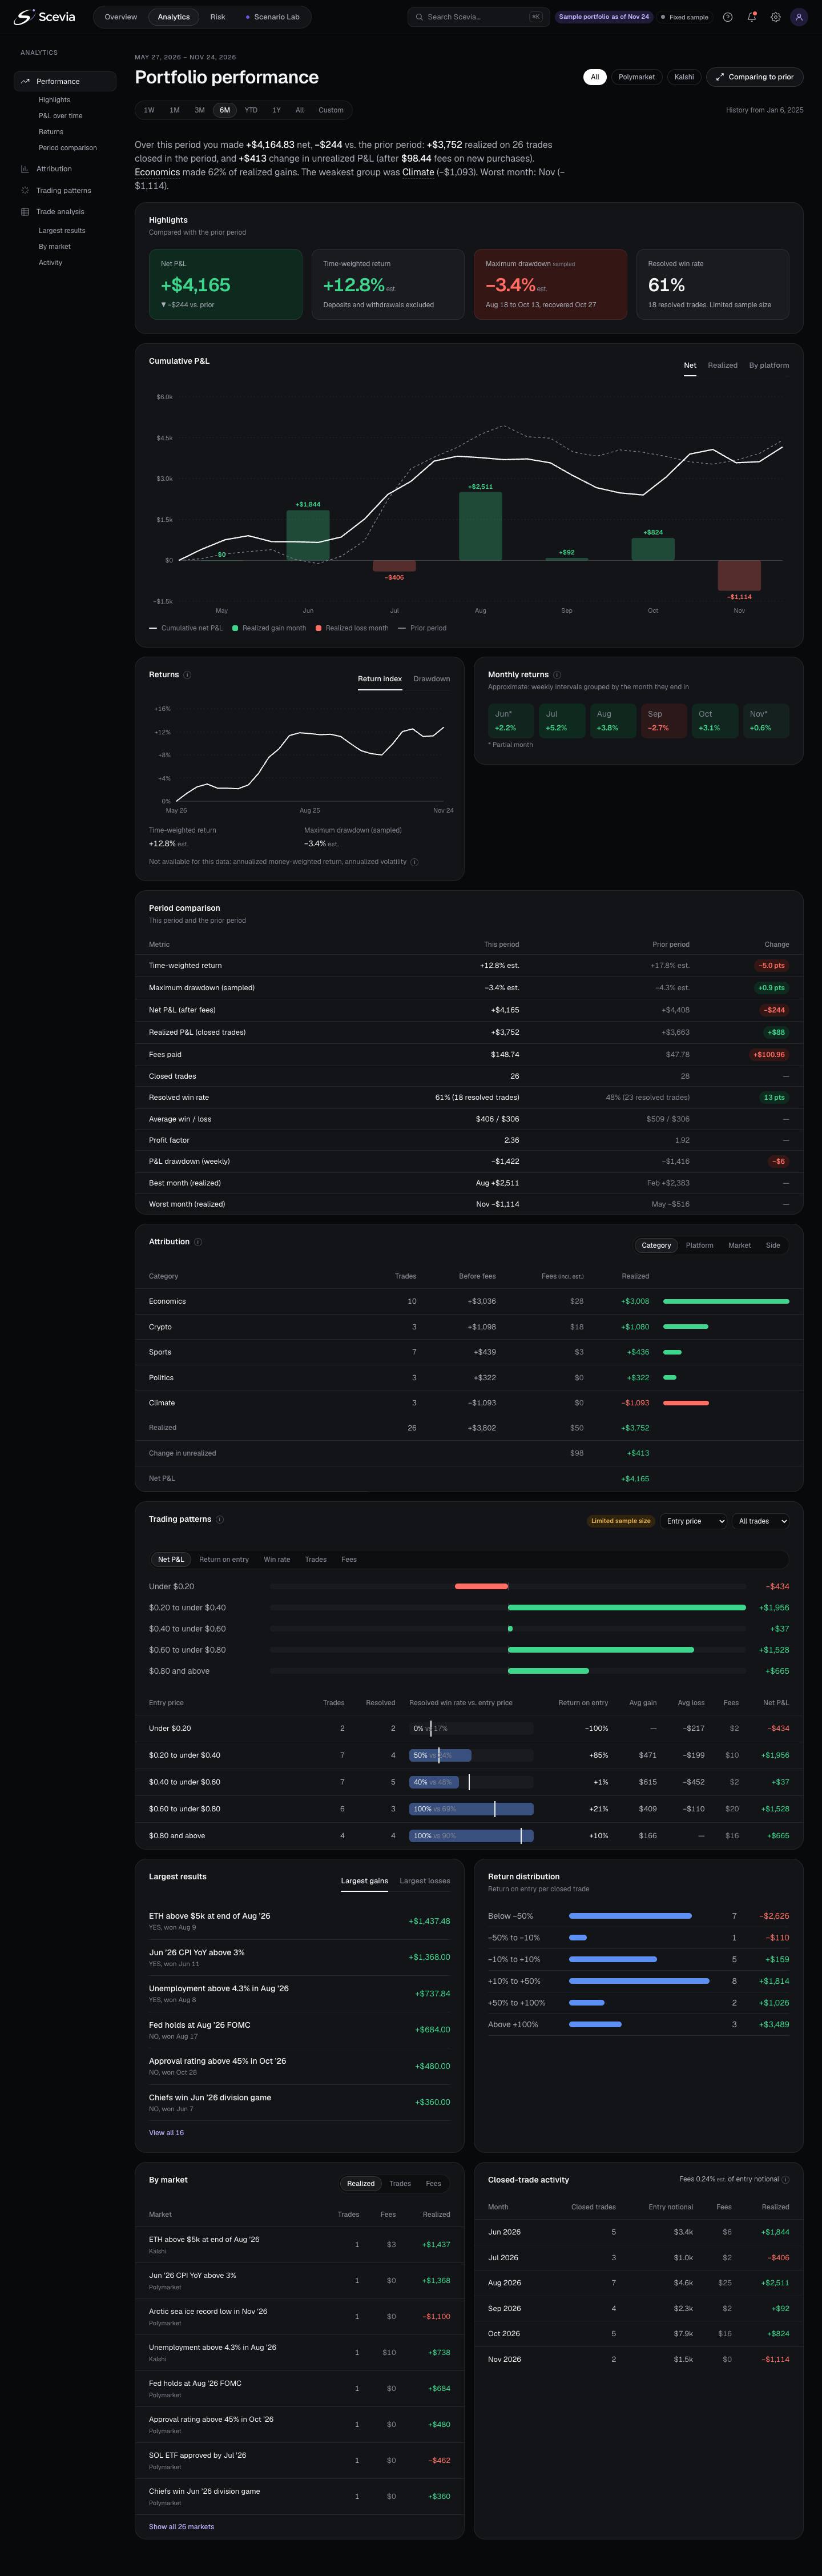 Scevia
Overview
Analytics
Risk
Scenario Lab
Search Scevia...
⌘K
Sample portfolio as of Nov 24
Fixed sample
ANALYTICS
Performance
Highlights
P&L over time
Returns
Period comparison
Attribution
Trading patterns
Trade analysis
Largest results
By market
Activity
MAY 27, 2026 – NOV 24, 2026
Portfolio performance
All
Polymarket
Kalshi
Comparing to prior
1W 1M 3M 6M YTD 1Y All Custom
History from Jan 6, 2025
Over this period you made +$4,164.83 net, −$244 vs. the prior period: +$3,752 realized on 26 trades
closed in the period, and +$413 change in unrealized P&L (after $98.44 fees on new purchases).
Economics made 62% of realized gains. The weakest group was Climate (−$1,093). Worst month: Nov (−
$1,114).
Highlights
Compared with the prior period
Net P&L
+$4,165
▼ −$244 vs. prior
Time-weighted return
+12.8% est.
Deposits and withdrawals excluded
Maximum drawdown sampled
−3.4% est.
Aug 18 to Oct 13, recovered Oct 27
Resolved win rate
61%
18 resolved trades. Limited sample size
Cumulative P&L
Net Realized By platform
$6.0k
$4.5k
$3.0k
$1.5k
$0
−$1.5k
+$1,844
−$406
+$2,511
+$92
+$824
−$1,114
May Jun Jul Aug Sep Oct Nov
Cumulative net P&L
Realized gain month
Realized loss month
Prior period
Returns
Return index Drawdown
+16%
+12%
+8%
+4%
0%
May 26 Aug 25 Nov 24
Time-weighted return
+12.8% est.
Maximum drawdown (sampled)
−3.4% est.
Not available for this data: annualized money-weighted return, annualized volatility
Monthly returns
Approximate: weekly intervals grouped by the month they end in
Jun* +2.2%
Jul +5.2%
Aug +3.8%
Sep −2.7%
Oct +3.1%
Nov* +0.6%
* Partial month
Period comparison
This period and the prior period
Metric This period Prior period Change
Time-weighted return +12.8% est. +17.8% est. −5.0 pts
Maximum drawdown (sampled) −3.4% est. −4.3% est. +0.9 pts
Net P&L (after fees) +$4,165 +$4,408 −$244
Realized P&L (closed trades) +$3,752 +$3,663 +$88
Fees paid $148.74 $47.78 +$100.96
Closed trades 26 28 —
Resolved win rate 61% (18 resolved trades) 48% (23 resolved trades) 13 pts
Average win / loss $406 / $306 $509 / $306 —
Profit factor 2.36 1.92 —
P&L drawdown (weekly) −$1,422 −$1,416 −$6
Best month (realized) Aug +$2,511 Feb +$2,383 —
Worst month (realized) Nov −$1,114 May −$516 —
Attribution
Category Platform Market Side
Category Trades Before fees Fees (incl. est.) Realized
Economics 10 +$3,036 $28 +$3,008
Crypto 3 +$1,098 $18 +$1,080
Sports 7 +$439 $3 +$436
Politics 3 +$322 $0 +$322
Climate 3 −$1,093 $0 −$1,093
Realized 26 +$3,802 $50 +$3,752
Change in unrealized $98 +$413
Net P&L +$4,165
Trading patterns
Limited sample size
Entry price
All trades
Net P&L Return on entry Win rate Trades Fees
Under $0.20 −$434
$0.20 to under $0.40 +$1,956
$0.40 to under $0.60 +$37
$0.60 to under $0.80 +$1,528
$0.80 and above +$665
Entry price Trades Resolved Resolved win rate vs. entry price Return on entry Avg gain Avg loss Fees Net P&L
Under $0.20 2 2 0% vs 17% −100% — −$217 $2 −$434
$0.20 to under $0.40 7 4 50% vs +85% $471 −$199 $10 +$1,956
$0.40 to under $0.60 7 5 40% vs 48% +1% $615 −$452 $2 +$37
$0.60 to under $0.80 6 3 100% vs 69% +21% $409 −$110 $20 +$1,528
$0.80 and above 4 4 100% vs 90% +10% $166 — $16 +$665
Largest results
Largest gains Largest losses
ETH above $5k at end of Aug '26
YES, won Aug 9
+$1,437.48
Jun '26 CPI YoY above 3%
YES, won Jun 11
+$1,368.00
Unemployment above 4.3% in Aug '26
YES, won Aug 8
+$737.84
Fed holds at Aug '26 FOMC
NO, won Aug 17
+$684.00
Approval rating above 45% in Oct '26
NO, won Oct 28
+$480.00
Chiefs win Jun '26 division game
NO, won Jun 7
+$360.00
View all 16
Return distribution
Return on entry per closed trade
Below −50% 7 −$2,626
−50% to −10% 1 −$110
−10% to +10% 5 +$159
+10% to +50% 8 +$1,814
+50% to +100% 2 +$1,026
Above +100% 3 +$3,489
By market
Realized Trades Fees
Market Trades Fees Realized
ETH above $5k at end of Aug '26 1 $3 +$1,437
Kalshi
Jun '26 CPI YoY above 3% 1 $0 +$1,368
Polymarket
Arctic sea ice record low in Nov '26 1 $0 −$1,100
Polymarket
Unemployment above 4.3% in Aug '26 1 $10 +$738
Kalshi
Fed holds at Aug '26 FOMC 1 $0 +$684
Polymarket
Approval rating above 45% in Oct '26 1 $0 +$480
Polymarket
SOL ETF approved by Jul '26 1 $0 −$462
Polymarket
Chiefs win Jun '26 division game 1 $0 +$360
Polymarket
Show all 26 markets
Closed-trade activity
Fees 0.24% est. of entry notional
Month Closed trades Entry notional Fees Realized
Jun 2026 5 $3.4k $6 +$1,844
Jul 2026 3 $1.0k $2 −$406
Aug 2026 7 $4.6k $25 +$2,511
Sep 2026 4 $2.3k $2 +$92
Oct 2026 5 $7.9k $16 +$824
Nov 2026 2 $1.5k $0 −$1,114